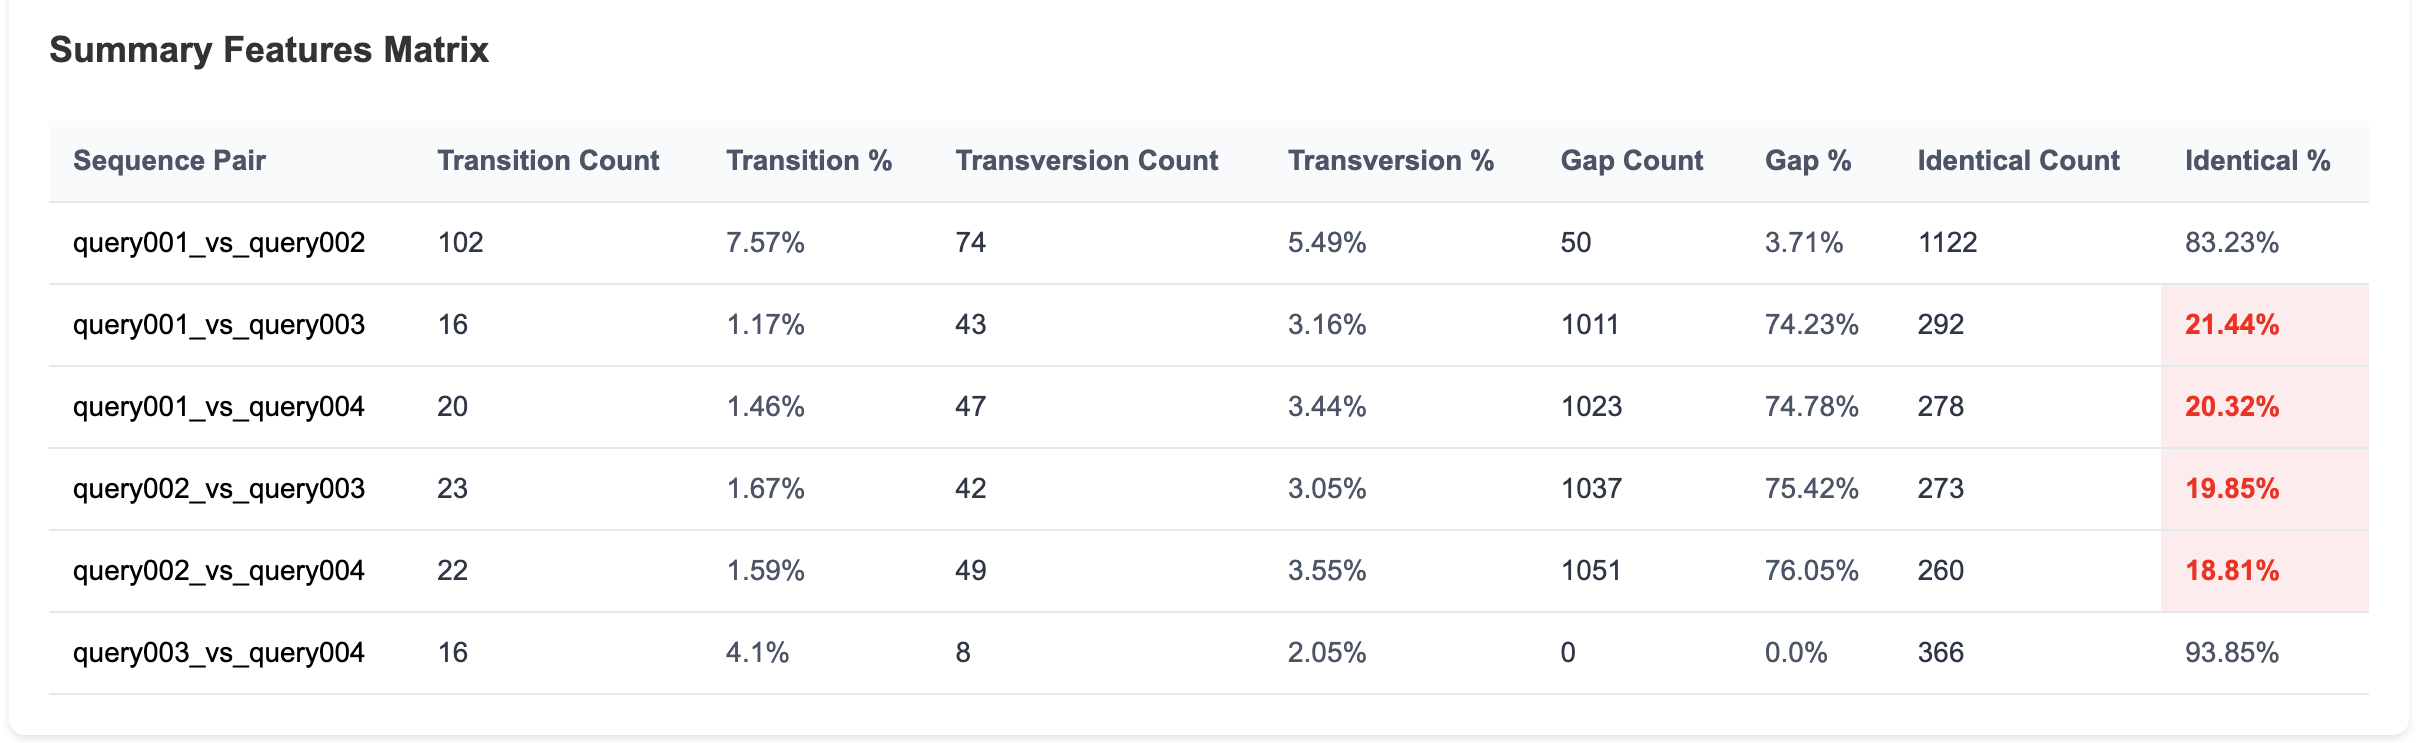 Summary Features Matrix
Sequence Pair Transition Count Transition % Transversion Count Transversion % Gap Count Gap % Identical Count Identical %
query001_vs_query002 102 7.57% 74 5.49% 50 3.71% 1122 83.23%
query001_vs_query003 16 1.17% 43 3.16% 1011 74.23% 292 21.44%
query001_vs_query004 20 1.46% 47 3.44% 1023 74.78% 278 20.32%
query002_vs_query003 23 1.67% 42 3.05% 1037 75.42% 273 19.85%
query002_vs_query004 22 1.59% 49 3.55% 1051 76.05% 260 18.81%
query003_vs_query004 16 4.1% 8 2.05% 0 0.0% 366 93.85%